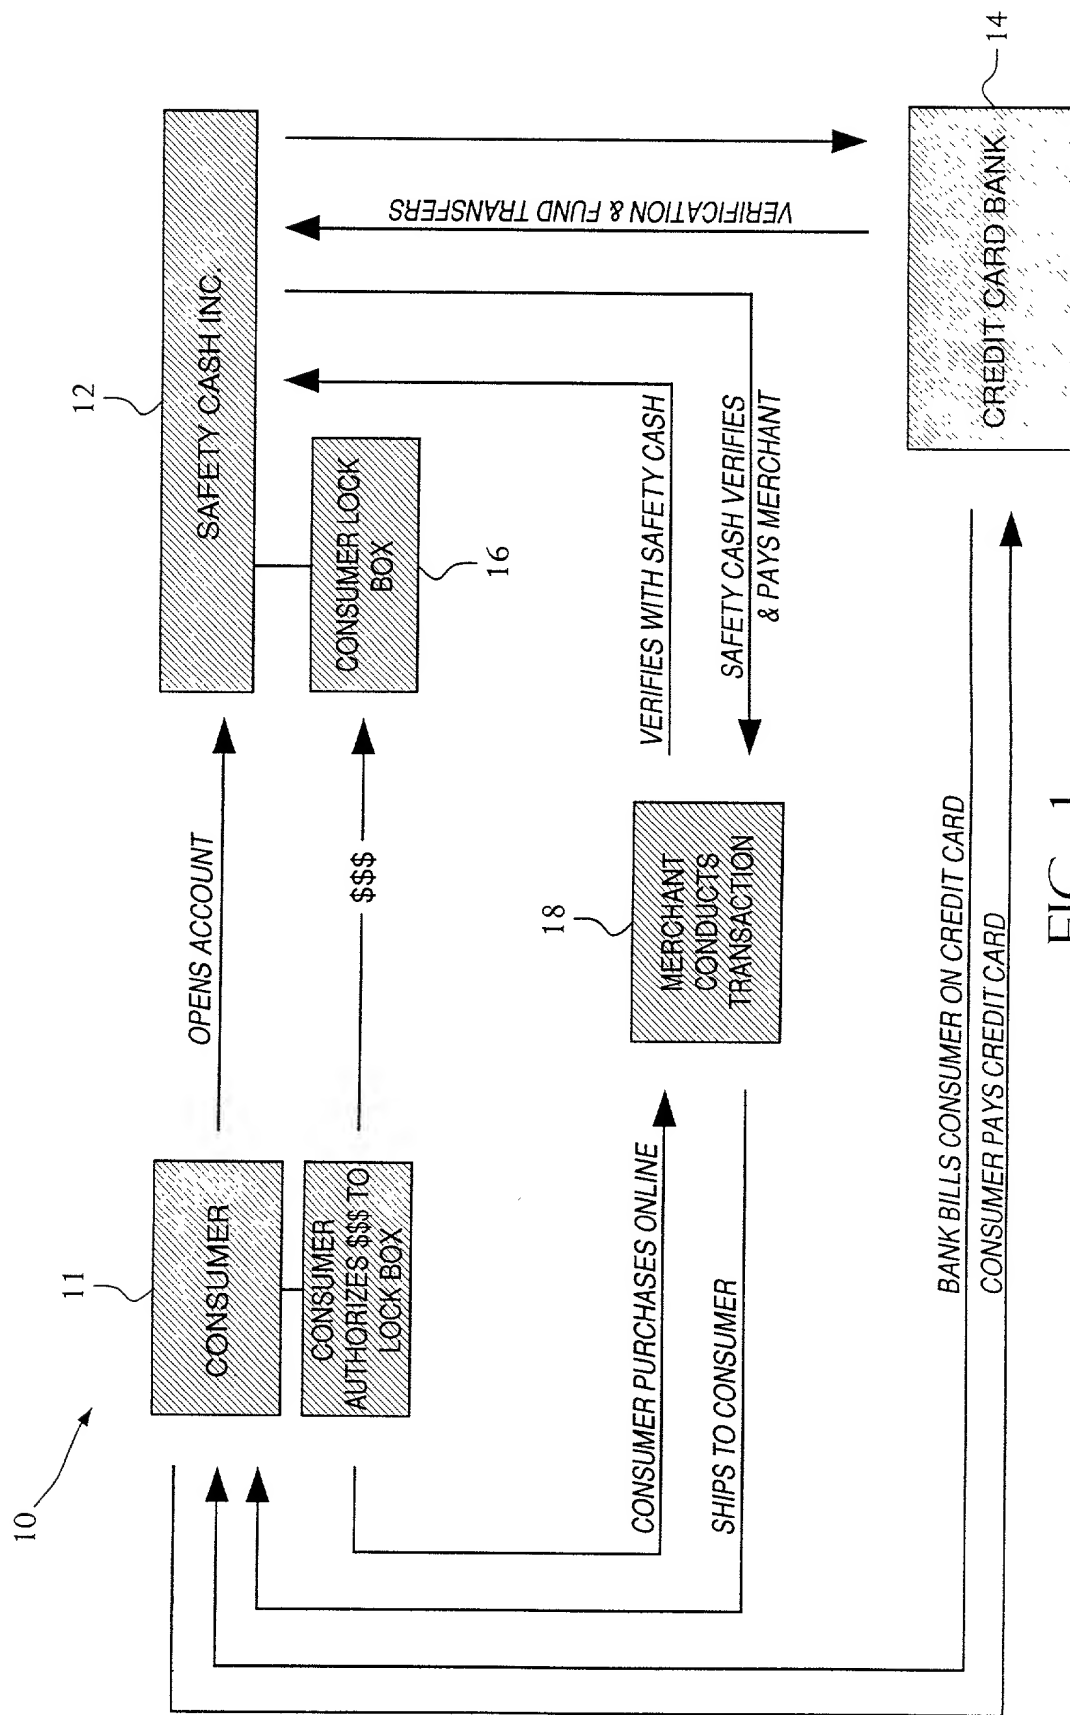 10
11
CONSUMER
CONSUMER
AUTHORIZES $$$ TO
LOCK BOX
OPENS ACCOUNT
$$$
12
SAFETY CASH INC.
CONSUMER LOCK
BOX
16
VERIFICATION & FUND TRANSFERS
CONSUMER PURCHASES ONLINE
SHIPS TO CONSUMER
18
MERCHANT
CONDUCTS
TRANSACTION
VERIFIES WITH SAFETY CASH
SAFETY CASH VERIFIES
& PAYS MERCHANT
14
CREDIT CARD BANK
BANK BILLS CONSUMER ON CREDIT CARD
CONSUMER PAYS CREDIT CARD
FIG. 1